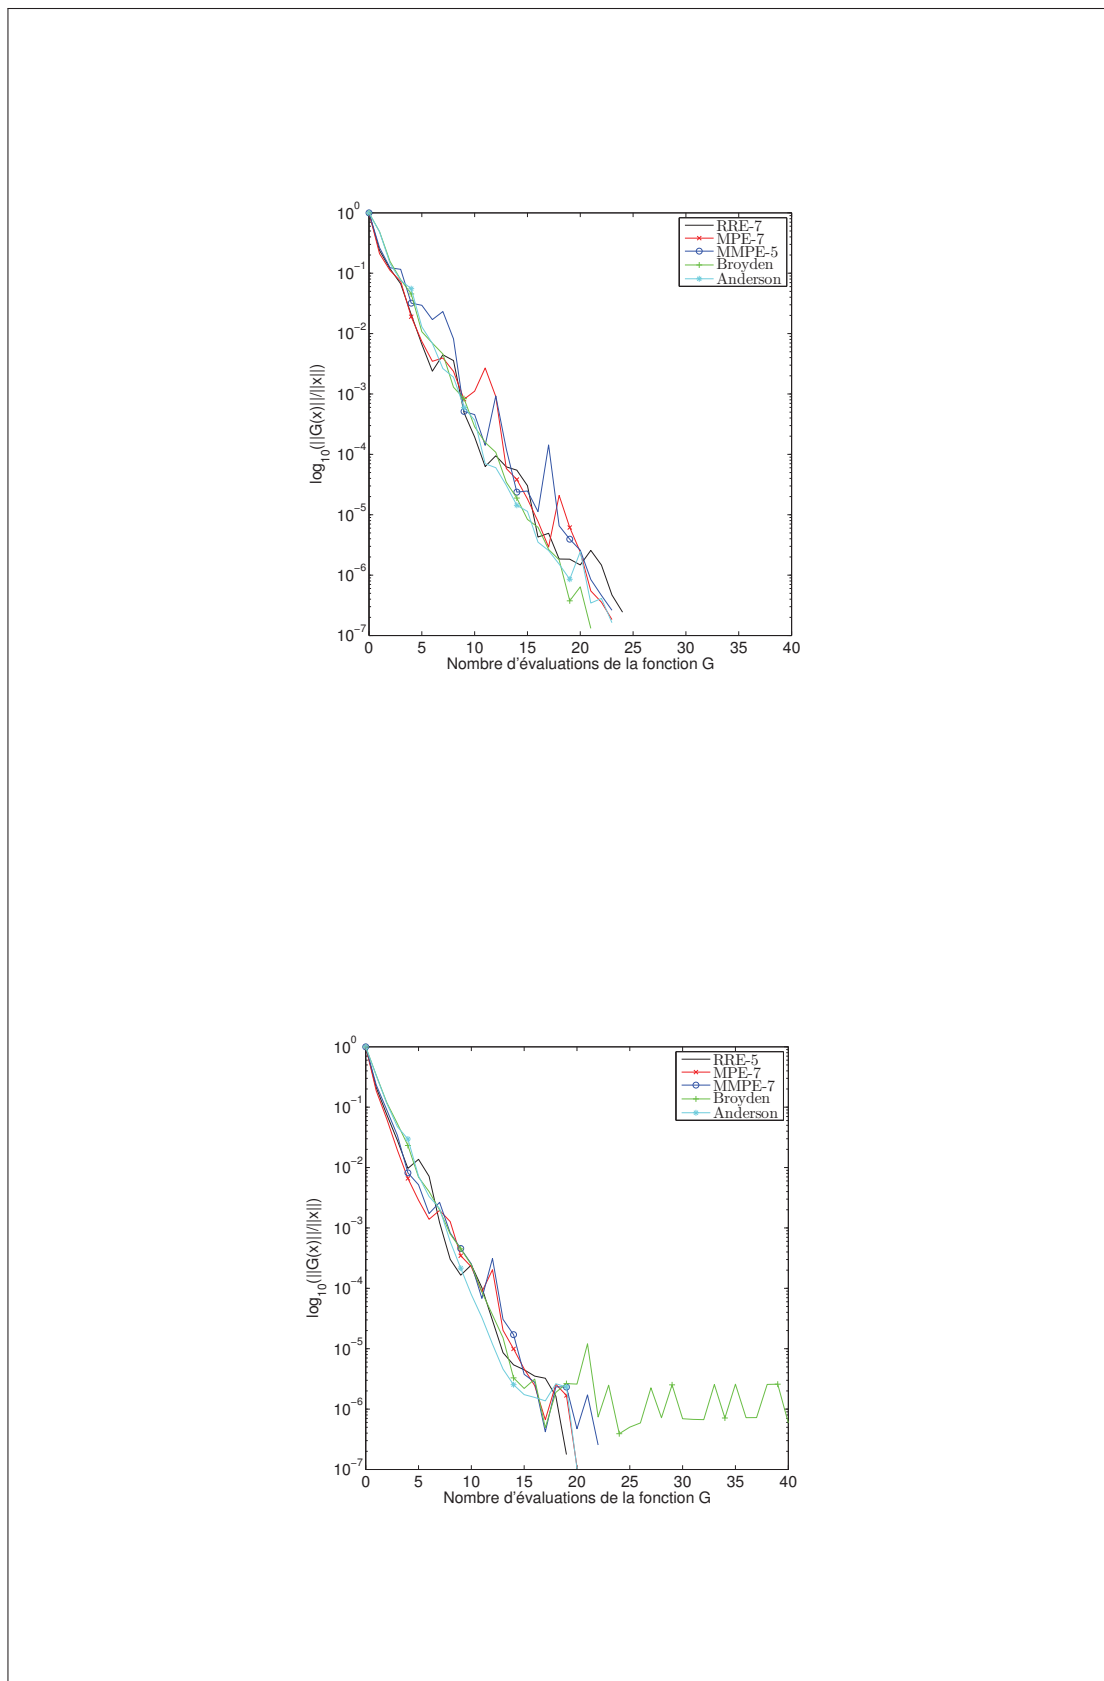 10^0
10^-1
10^-2
10^-3
10^-4
10^-5
10^-6
10^-7
log_10(||G(x)||/||x||)
RRE-7
MPE-7
MMPE-5
Broyden
Anderson
0 5 10 15 20 25 30 35 40
Nombre d'évaluations de la fonction G
10^0
10^-1
10^-2
10^-3
10^-4
10^-5
10^-6
10^-7
log_10(||G(x)||/||x||)
RRE-5
MPE-7
MMPE-7
Broyden
Anderson
0 5 10 15 20 25 30 35 40
Nombre d'évaluations de la fonction G